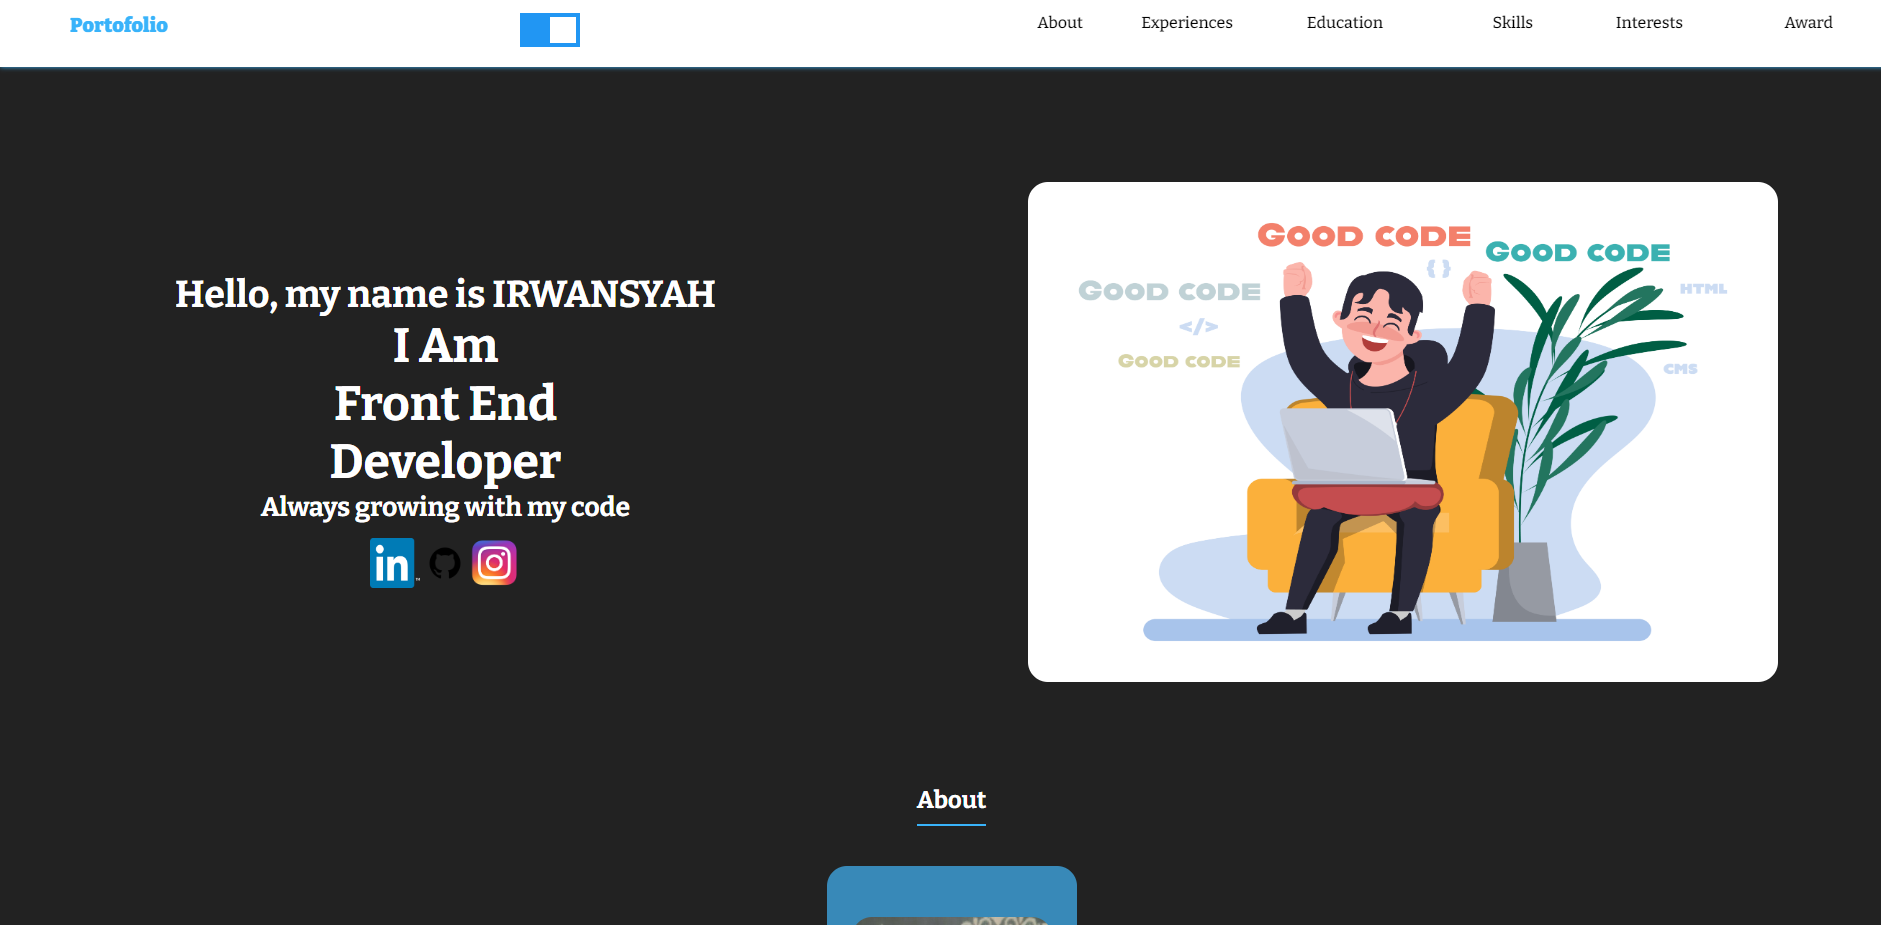 Portofolio
About Experiences Education Skills Interests Award
Hello, my name is IRWANSYAH
I Am
Front End
Developer
Always growing with my code
in
Good code
Good code
{ }
Good code
HTML
</>
Good code
CMS
About